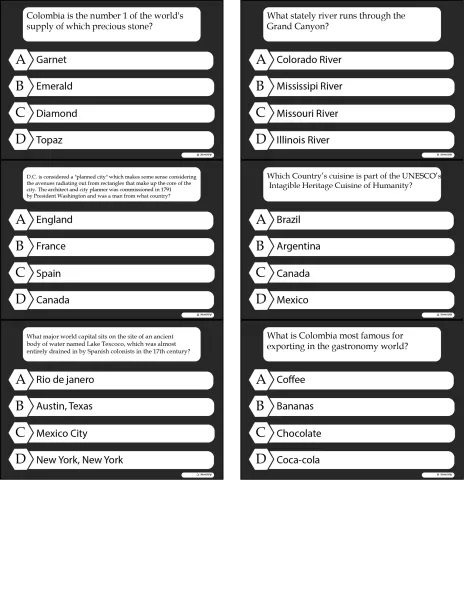 Colombia is the number 1 of the world's
supply of which precious stone?
A Garnet
B Emerald
C Diamond
D Topaz
D.C. is considered a "planned city" which makes some sense considering
the avenues radiating out from rectangles that make up the core of the
city. The architect and city planner was commissioned in 1791
by President Washington and was a man from what country?
A England
B France
C Spain
D Canada
What major world capital sits on the site of an ancient
body of water named Lake Texcoco, which was almost
entirely drained in by Spanish colonists in the 17th century?
A Rio de janero
B Austin, Texas
C Mexico City
D New York, New York
What stately river runs through the
Grand Canyon?
A Colorado River
B Mississipi River
C Missouri River
D Illinois River
Which Country's cuisine is part of the UNESCO's
Intagible Heritage Cuisine of Humanity?
A Brazil
B Argentina
C Canada
D Mexico
What is Colombia most famous for
exporting in the gastronomy world?
A Coffee
B Bananas
C Chocolate
D Coca-cola